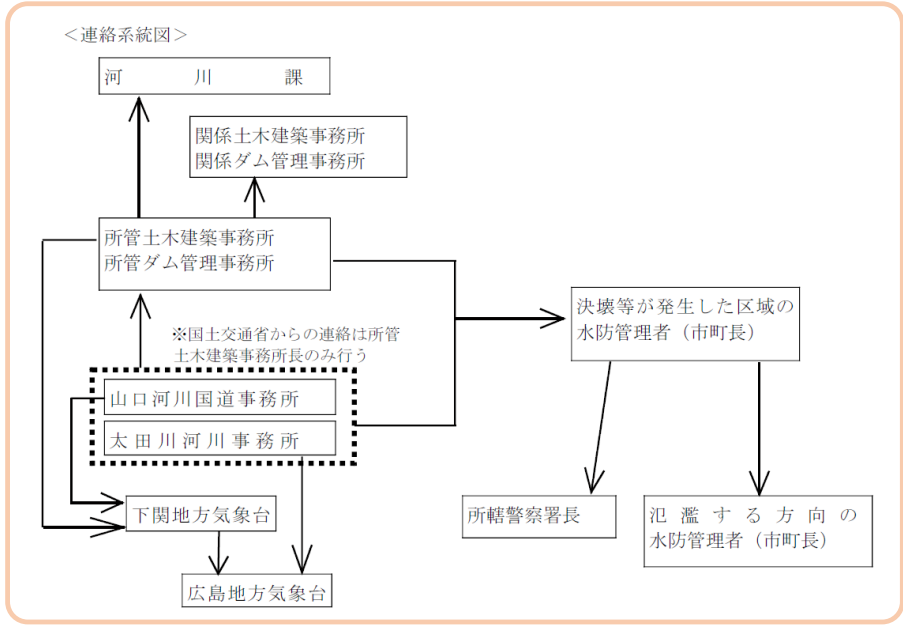 ＜連絡系統図＞
河川課
関係土木建築事務所
関係ダム管理事務所
所管土木建築事務所
所管ダム管理事務所
※国土交通省からの連絡は所管
土木建築事務所長のみ行う
山口河川国道事務所
太田川河川事務所
下関地方気象台
広島地方気象台
決壊等が発生した区域の
水防管理者（市町長）
所轄警察署長
氾濫する方向の
水防管理者（市町長）